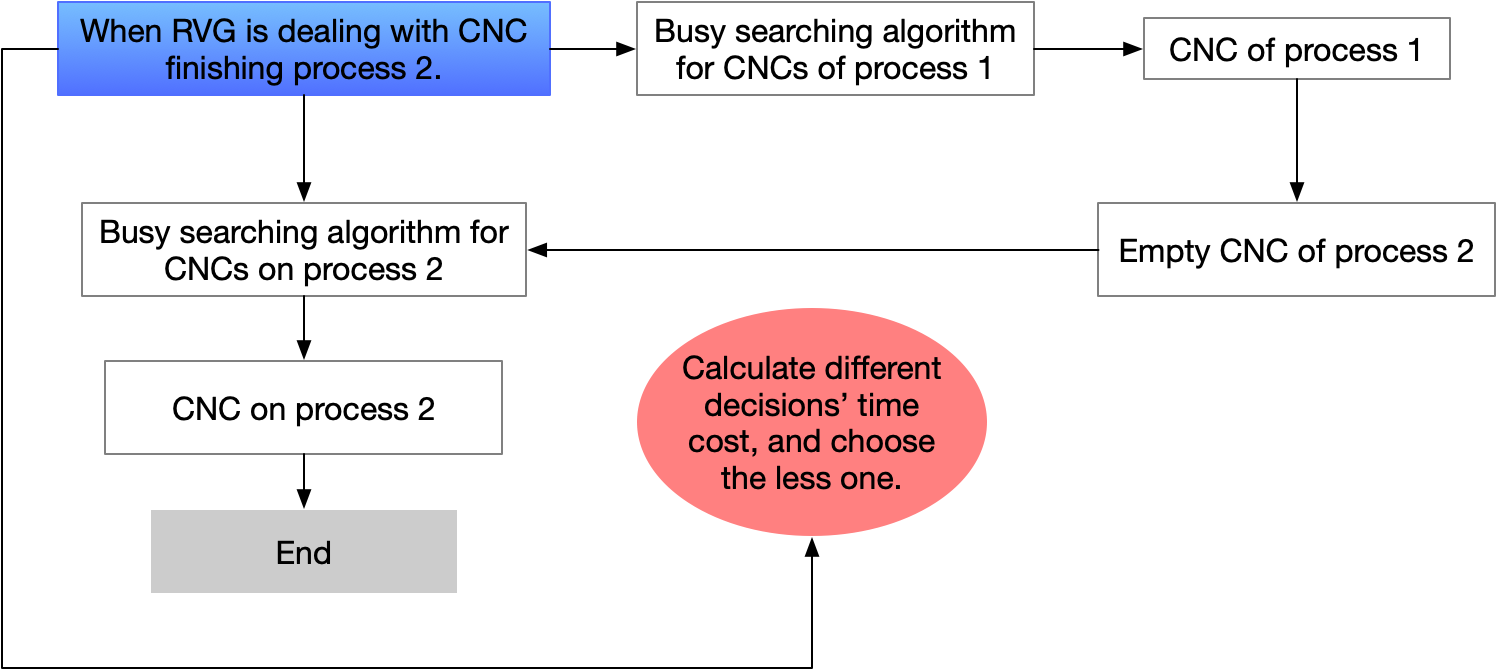 When RVG is dealing with CNC
finishing process 2.
Busy searching algorithm
for CNCs of process 1
CNC of process 1
Busy searching algorithm for
CNCs on process 2
Empty CNC of process 2
CNC on process 2
Calculate different
decisions’ time
cost, and choose
the less one.
End